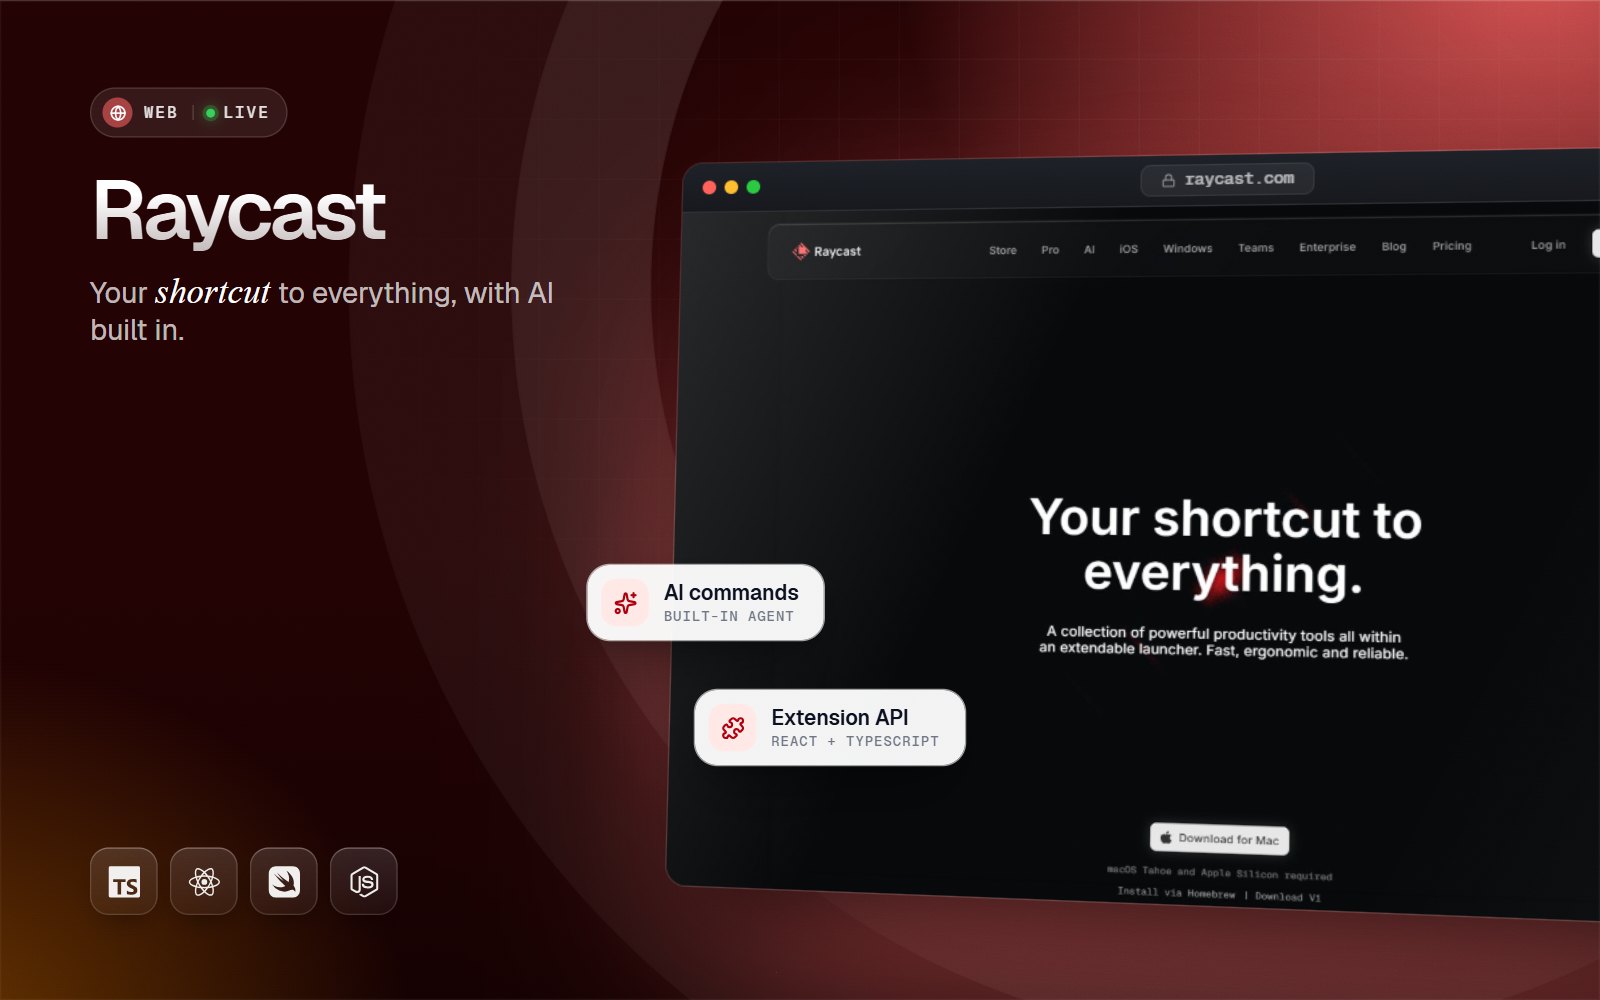 WEB | LIVE
Raycast
Your shortcut to everything, with AI
built in.
raycast.com
Raycast Store Pro AI iOS Windows Teams Enterprise Blog Pricing Log in
Your shortcut to
everything.
A collection of powerful productivity tools all within
an extendable launcher. Fast, ergonomic and reliable.
AI commands
BUILT-IN AGENT
Extension API
REACT + TYPESCRIPT
Download for Mac
macOS Tahoe and Apple Silicon required
Install via Homebrew | Download V1
TS
JS